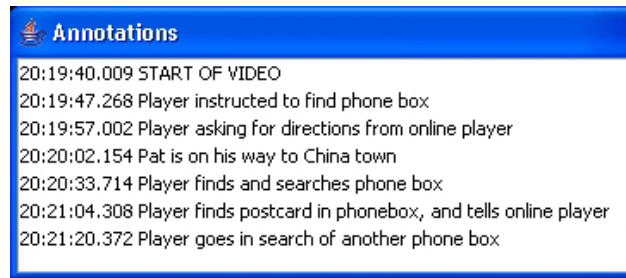 Annotations
20:19:40.009 START OF VIDEO
20:19:47.268 Player instructed to find phone box
20:19:57.002 Player asking for directions from online player
20:20:02.154 Pat is on his way to China town
20:20:33.714 Player finds and searches phone box
20:21:04.308 Player finds postcard in phonebox, and tells online player
20:21:20.372 Player goes in search of another phone box